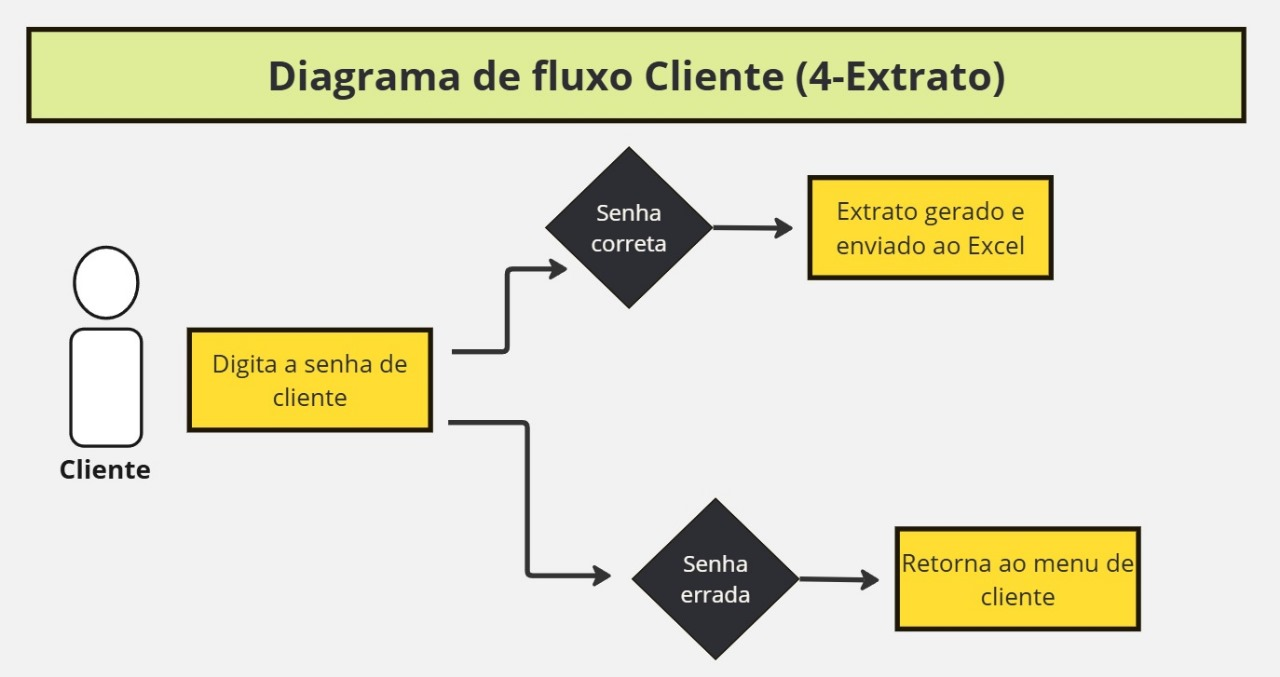 Diagrama de fluxo Cliente (4-Extrato)
Senha
correta
Extrato gerado e
enviado ao Excel
Digita a senha de
cliente
Cliente
Senha
errada
Retorna ao menu de
cliente